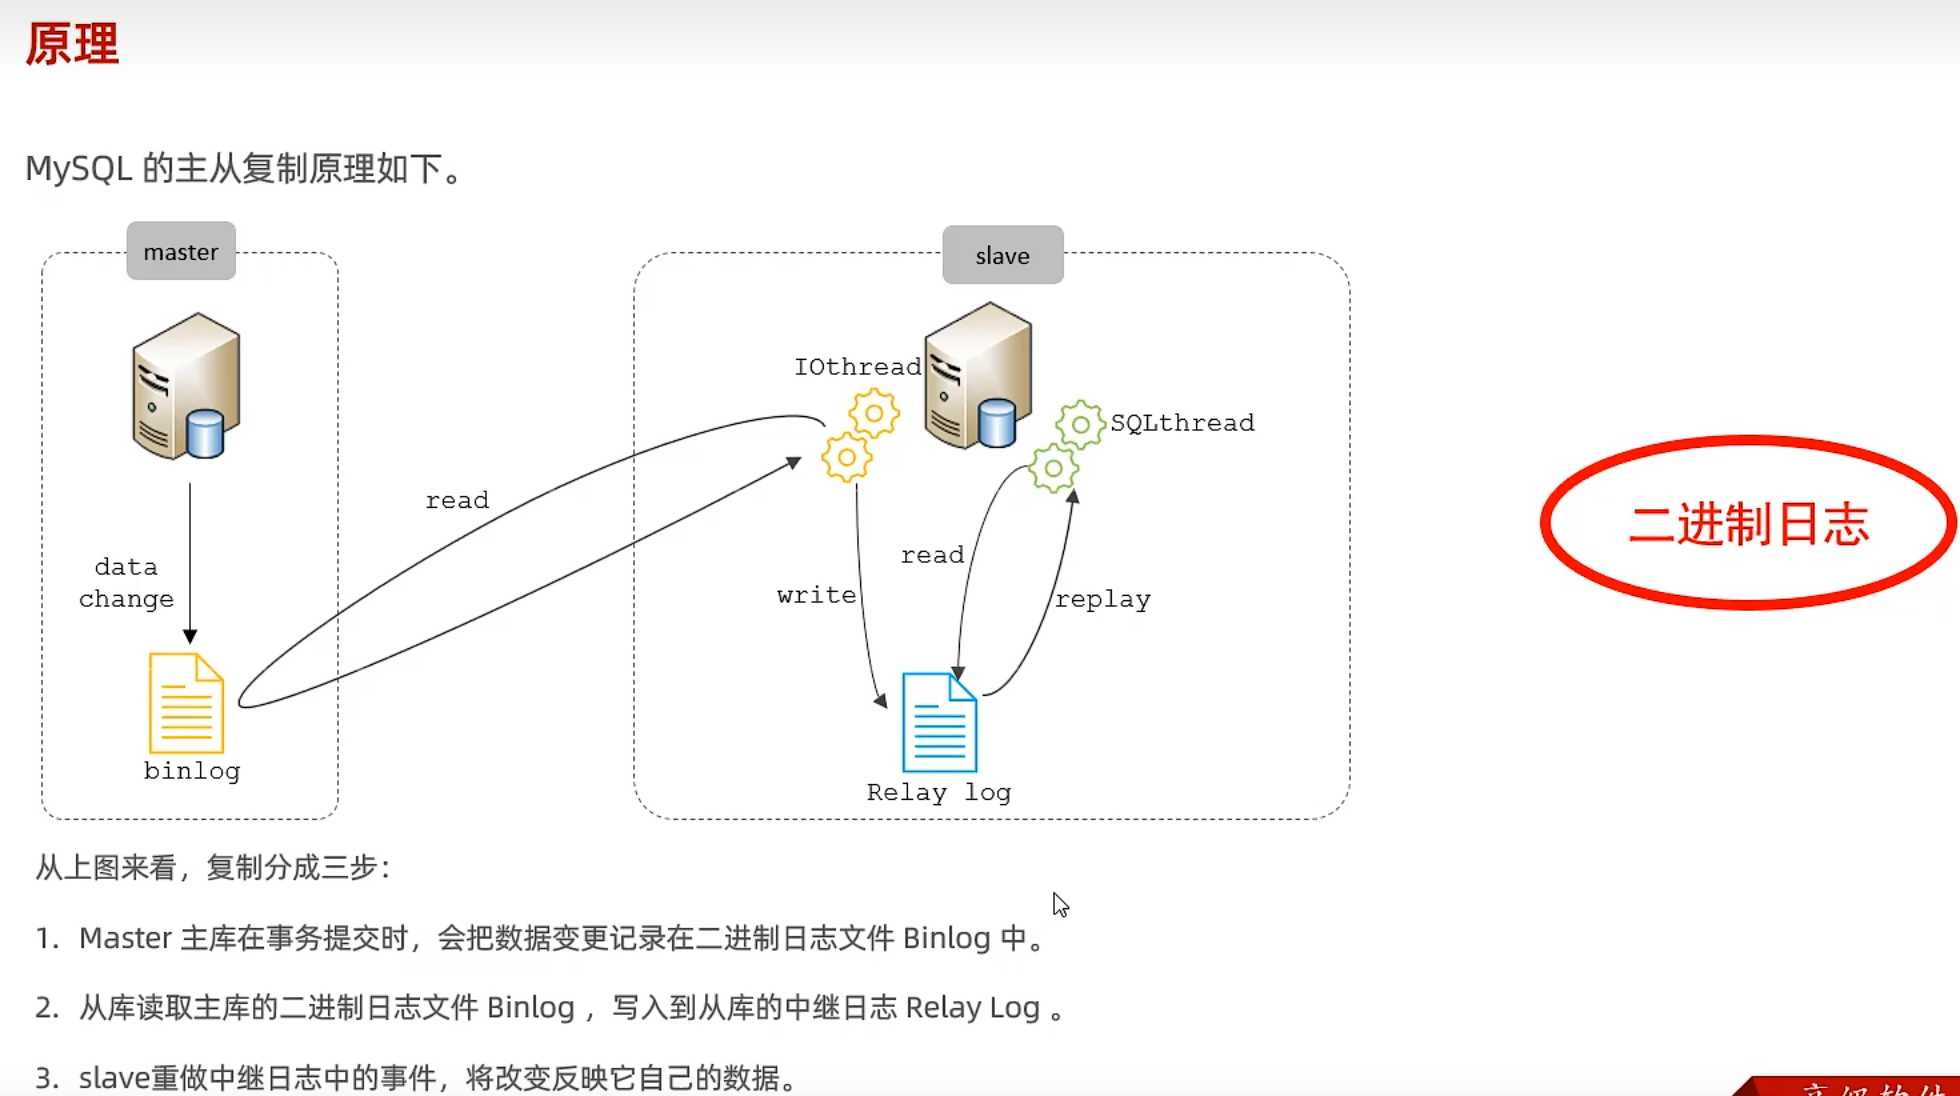 原理
MySQL 的主从复制原理如下。
master
slave
IOthread
SQLthread
read
data
change
read
write
replay
二进制日志
binlog
Relay log
从上图来看，复制分成三步：
1. Master 主库在事务提交时，会把数据变更记录在二进制日志文件 Binlog 中。
2. 从库读取主库的二进制日志文件 Binlog ，写入到从库的中继日志 Relay Log 。
3. slave重做中继日志中的事件，将改变反映它自己的数据。